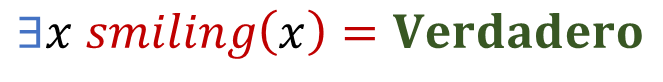 ∃x smiling(x) = Verdadero